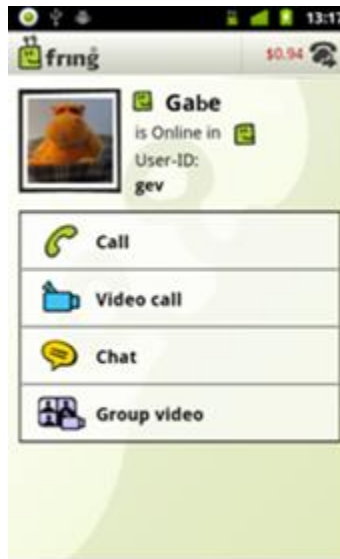 13:17
fring
$0.94
Gabe
is Online in
User-ID:
gev
Call
Video call
Chat
Group video